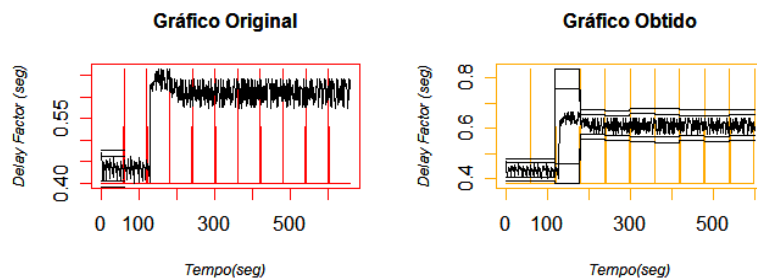 Gráfico Original
Delay Factor (seg)
0.55
0.40
0 100 300 500
Tempo(seg)
Gráfico Obtido
Delay Factor (seg)
0.8
0.6
0.4
0 100 300 500
Tempo(seg)